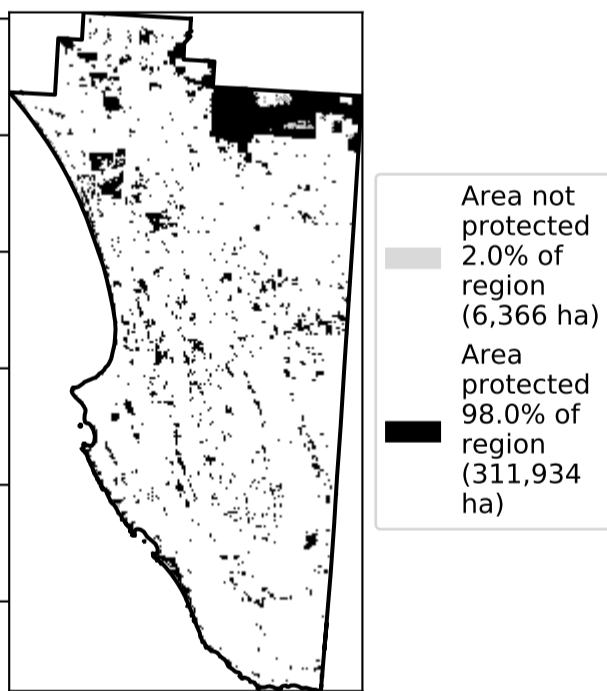 Area not
protected
2.0% of
region
(6,366 ha)
Area
protected
98.0% of
region
(311,934
ha)